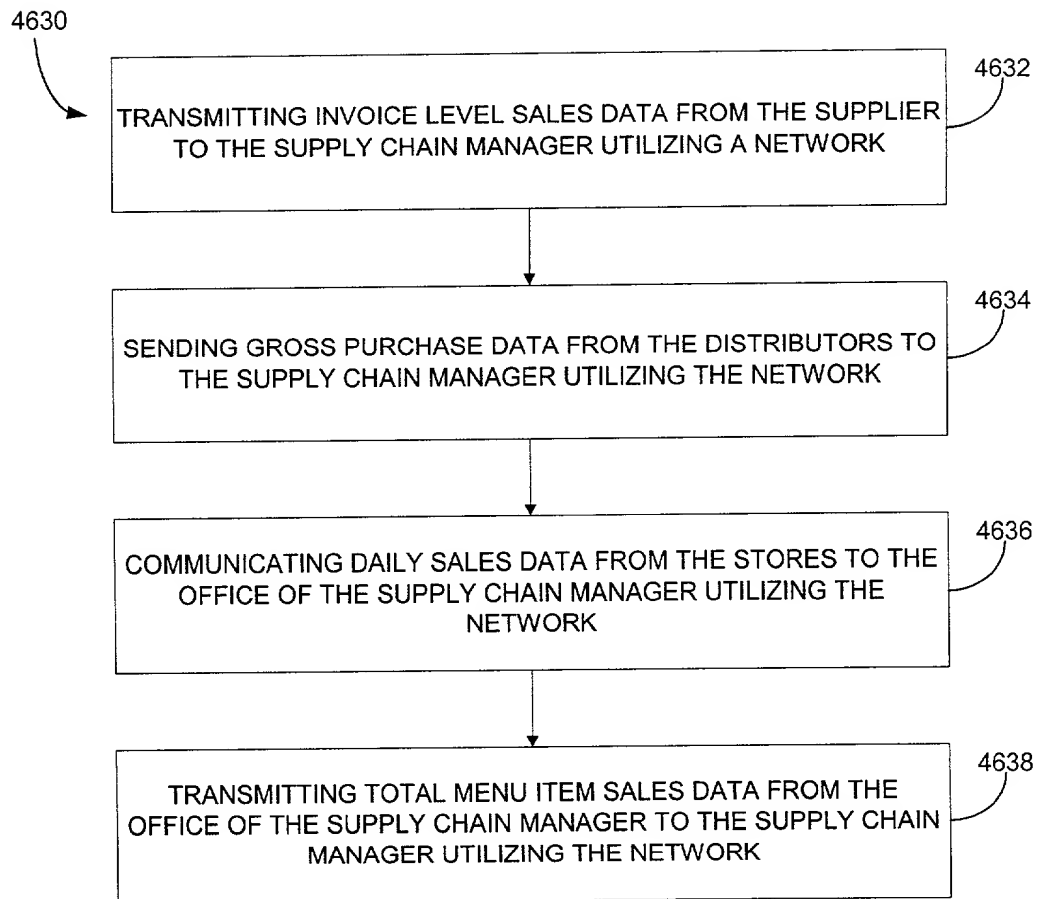 4630
4632
TRANSMITTING INVOICE LEVEL SALES DATA FROM THE SUPPLIER
TO THE SUPPLY CHAIN MANAGER UTILIZING A NETWORK
4634
SENDING GROSS PURCHASE DATA FROM THE DISTRIBUTORS TO
THE SUPPLY CHAIN MANAGER UTILIZING THE NETWORK
4636
COMMUNICATING DAILY SALES DATA FROM THE STORES TO THE
OFFICE OF THE SUPPLY CHAIN MANAGER UTILIZING THE
NETWORK
4638
TRANSMITTING TOTAL MENU ITEM SALES DATA FROM THE
OFFICE OF THE SUPPLY CHAIN MANAGER TO THE SUPPLY CHAIN
MANAGER UTILIZING THE NETWORK